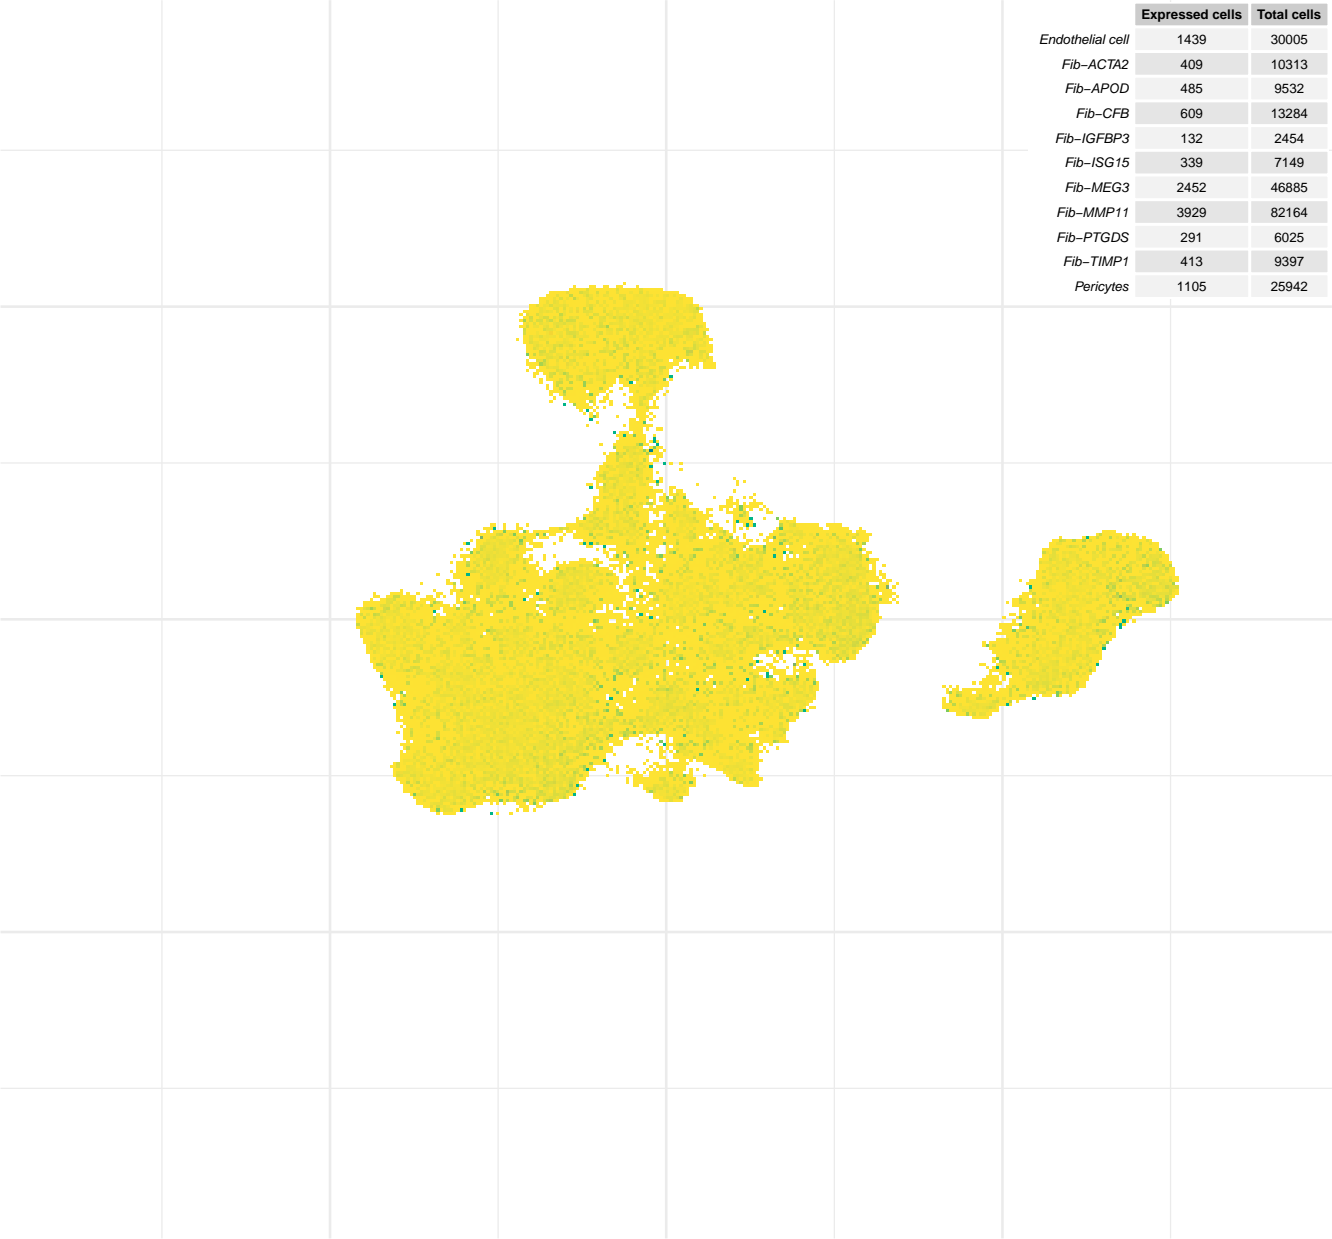 Expressed cells Total cells
Endothelial cell 1439 30005
Fib−ACTA2 409 10313
Fib−APOD 485 9532
Fib−CFB 609 13284
Fib−IGFBP3 132 2454
Fib−ISG15 339 7149
Fib−MEG3 2452 46885
Fib−MMP11 3929 82164
Fib−PTGDS 291 6025
Fib−TIMP1 413 9397
Pericytes 1105 25942